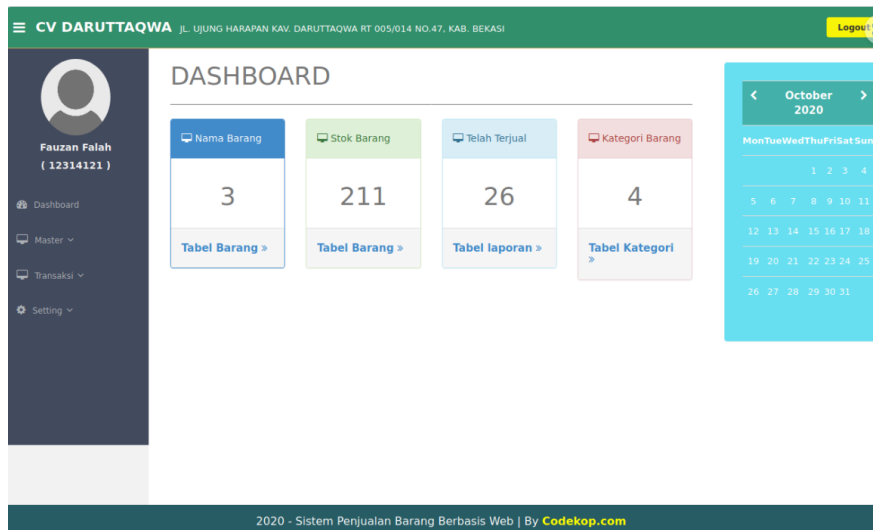 CV DARUTTAQWA JL. UJUNG HARAPAN KAV. DARUTTAQWA RT 005/014 NO.47, KAB. BEKASI
Logout
Fauzan Falah
( 12314121 )
Dashboard
Master
Transaksi
Setting
DASHBOARD
Nama Barang
3
Tabel Barang »
Stok Barang
211
Tabel Barang »
Telah Terjual
26
Tabel laporan »
Kategori Barang
4
Tabel Kategori
»
October
2020
Mon Tue Wed Thu Fri Sat Sun
1 2 3 4
5 6 7 8 9 10 11
12 13 14 15 16 17 18
19 20 21 22 23 24 25
26 27 28 29 30 31
2020 - Sistem Penjualan Barang Berbasis Web | By Codekop.com